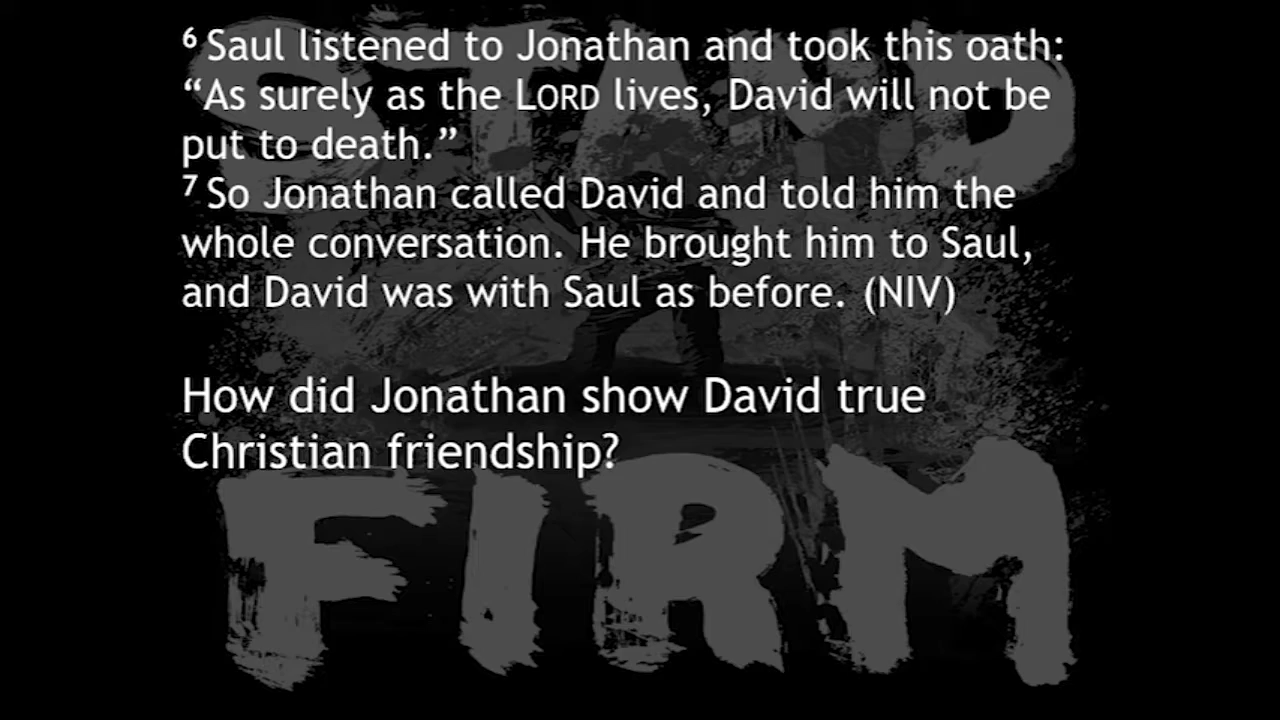 STAND
⁶ Saul listened to Jonathan and took this oath:
“As surely as the LORD lives, David will not be
put to death.”
⁷ So Jonathan called David and told him the
whole conversation. He brought him to Saul,
and David was with Saul as before. (NIV)
How did Jonathan show David true
Christian friendship?
FIRM